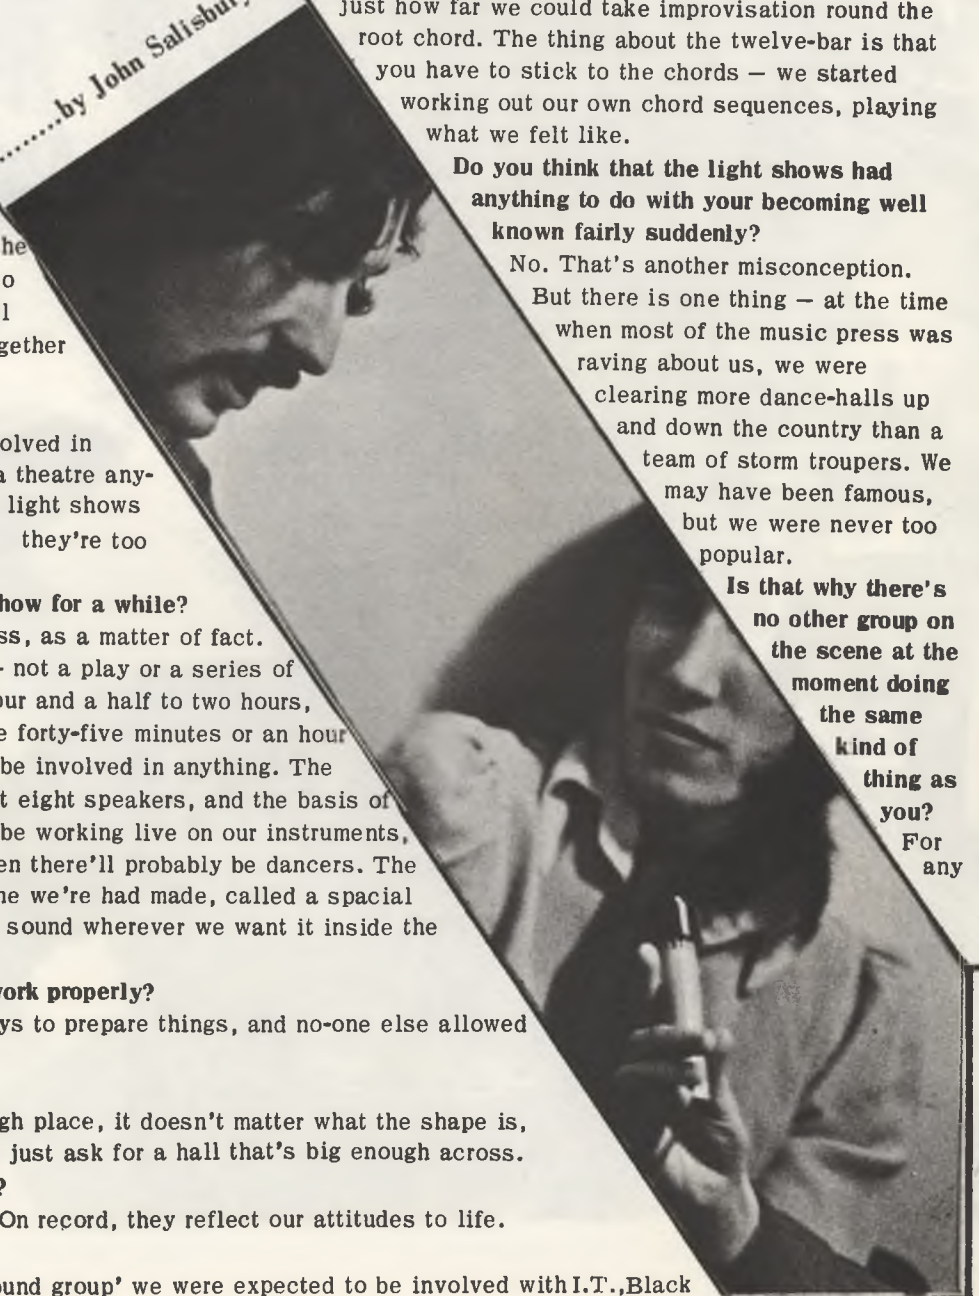 ........by John Salisbury
just how far we could take improvisation round the
root chord. The thing about the twelve-bar is that
you have to stick to the chords — we started
working out our own chord sequences, playing
what we felt like.
Do you think that the light shows had
anything to do with your becoming well
known fairly suddenly?
No. That's another misconception.
But there is one thing — at the time
when most of the music press was
raving about us, we were
clearing more dance-halls up
and down the country than a
team of storm troupers. We
may have been famous,
but we were never too
popular.
Is that why there's
no other group on
the scene at the
moment doing
the same
kind of
thing as
you?
For
any
he
o
l
gether
olved in
a theatre any-
light shows
they're too
how for a while?
ss, as a matter of fact.
- not a play or a series of
our and a half to two hours,
e forty-five minutes or an hour
be involved in anything. The
t eight speakers, and the basis of
be working live on our instruments,
en there'll probably be dancers. The
ne we're had made, called a spacial
sound wherever we want it inside the
work properly?
ys to prepare things, and no-one else allowed
gh place, it doesn't matter what the shape is,
just ask for a hall that's big enough across.
?
On record, they reflect our attitudes to life.
ound group' we were expected to be involved with I.T.,Black